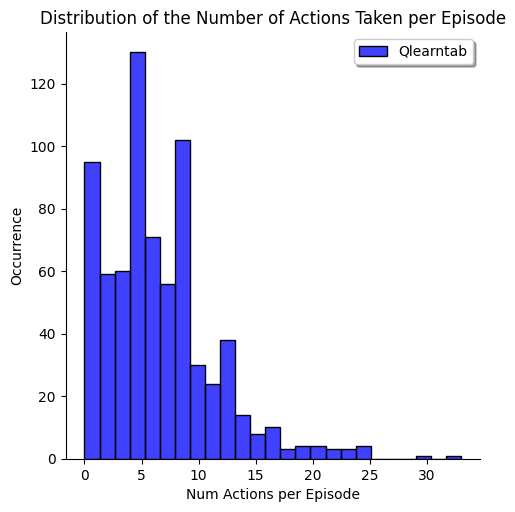 Distribution of the Number of Actions Taken per Episode
Qlearntab
120
100
80
60
40
20
0
Occurrence
0 5 10 15 20 25 30
Num Actions per Episode